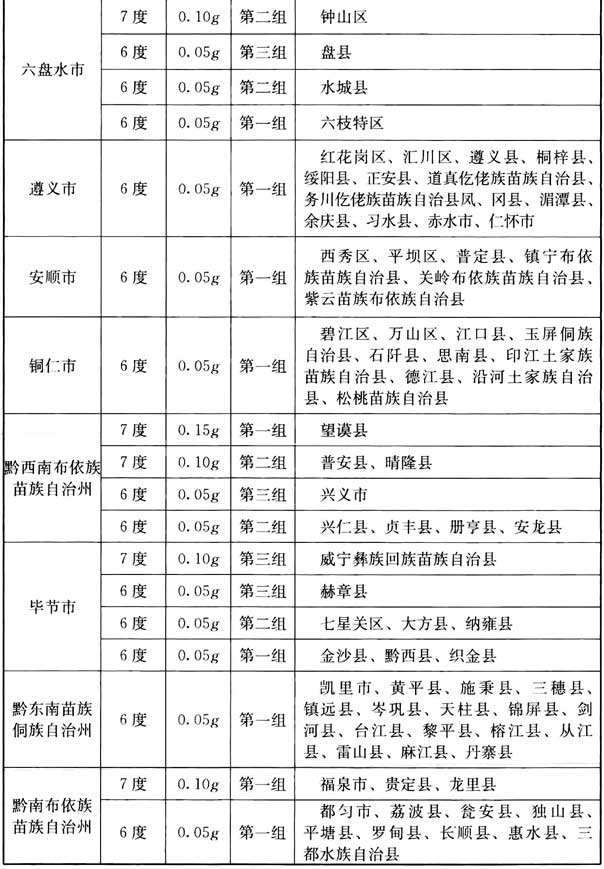 六盘水市
7度 0.10g 第二组 钟山区
6度 0.05g 第三组 盘县
6度 0.05g 第二组 水城县
6度 0.05g 第一组 六枝特区
遵义市 6度 0.05g 第一组
红花岗区、汇川区、遵义县、桐梓县、
绥阳县、正安县、道真仡佬族苗族自治县、
务川仡佬族苗族自治县凤、冈县、湄潭县、
余庆县、习水县、赤水市、仁怀市
安顺市 6度 0.05g 第一组
西秀区、平坝区、普定县、镇宁布依
族苗族自治县、关岭布依族苗族自治县、
紫云苗族布依族自治县
铜仁市 6度 0.05g 第一组
碧江区、万山区、江口县、玉屏侗族
自治县、石阡县、思南县、印江土家族
苗族自治县、德江县、沿河土家族自治
县、松桃苗族自治县
黔西南布依族
苗族自治州
7度 0.15g 第一组 望谟县
7度 0.10g 第二组 普安县、晴隆县
6度 0.05g 第三组 兴义市
6度 0.05g 第二组 兴仁县、贞丰县、册亨县、安龙县
毕节市
7度 0.10g 第三组 威宁彝族回族苗族自治县
6度 0.05g 第三组 赫章县
6度 0.05g 第二组 七星关区、大方县、纳雍县
6度 0.05g 第一组 金沙县、黔西县、织金县
黔东南苗族
侗族自治州
6度 0.05g 第一组
凯里市、黄平县、施秉县、三穗县、
镇远县、岑巩县、天柱县、锦屏县、剑
河县、台江县、黎平县、榕江县、从江
县、雷山县、麻江县、丹寨县
黔南布依族
苗族自治州
7度 0.10g 第一组 福泉市、贵定县、龙里县
6度 0.05g 第一组
都匀市、荔波县、瓮安县、独山县、
平塘县、罗甸县、长顺县、惠水县、三
都水族自治县